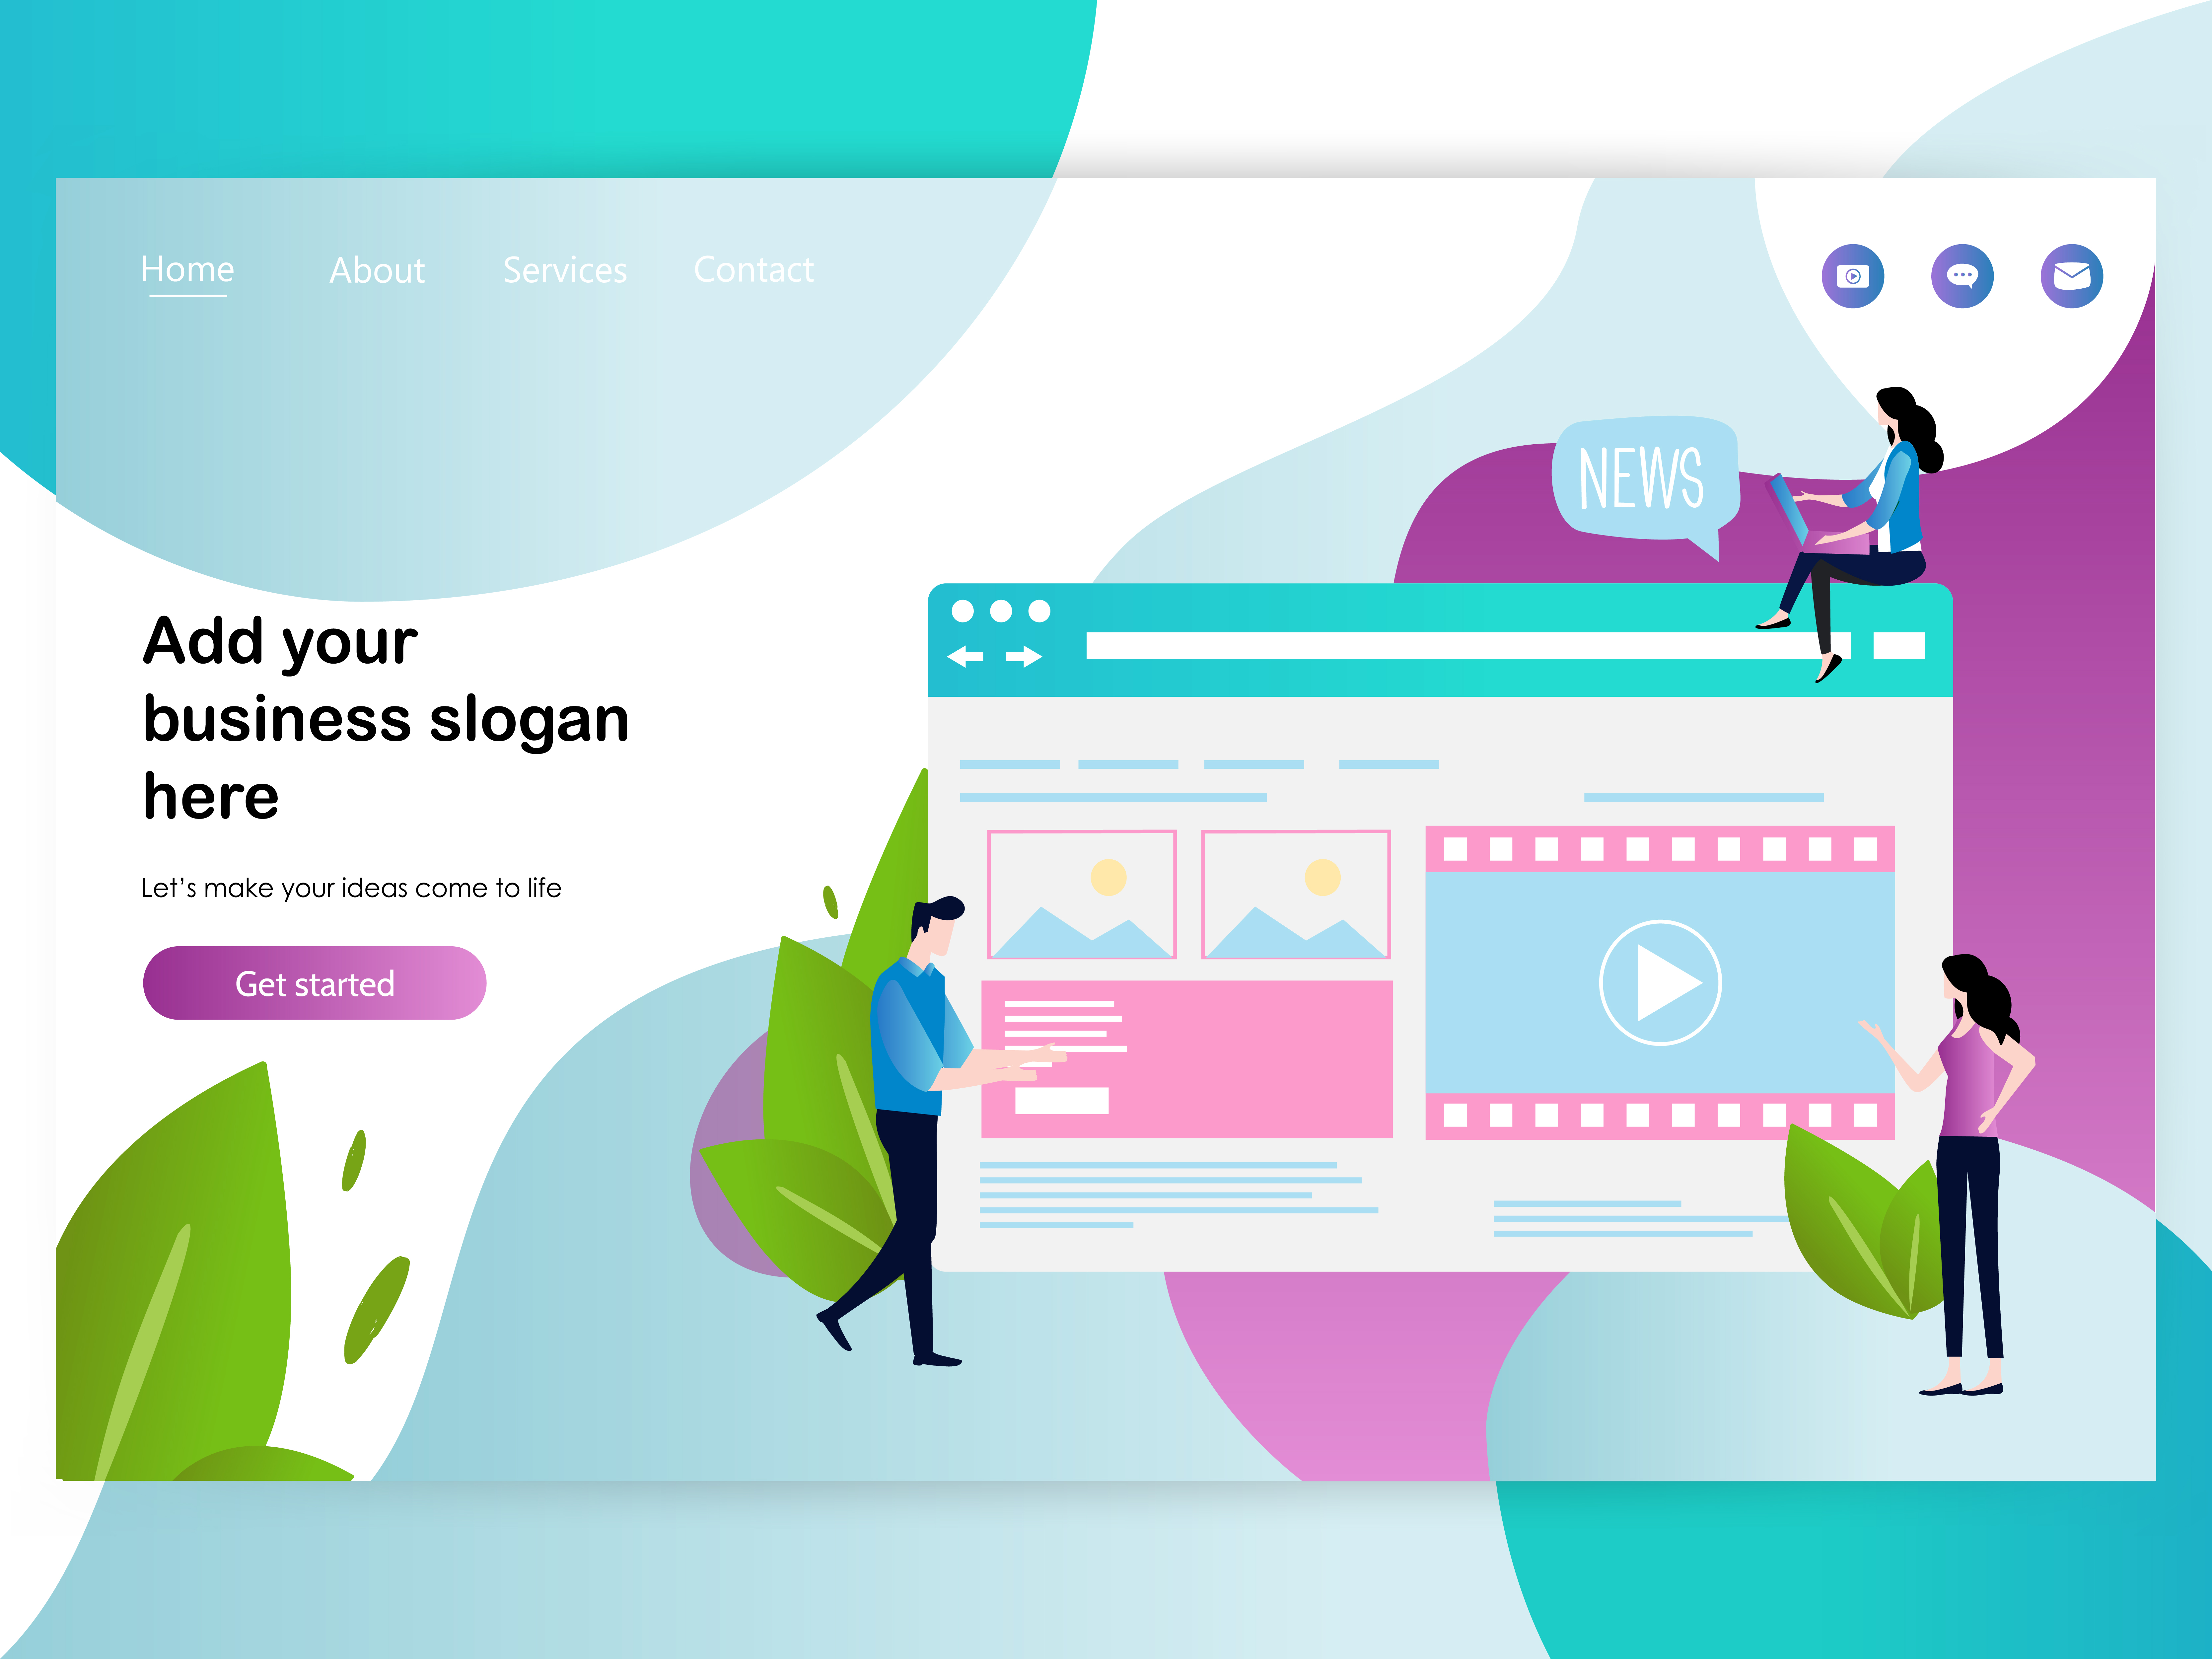 Home About Services Contact
NEWS
Add your
business slogan
here
Let's make your ideas come to life
Get started